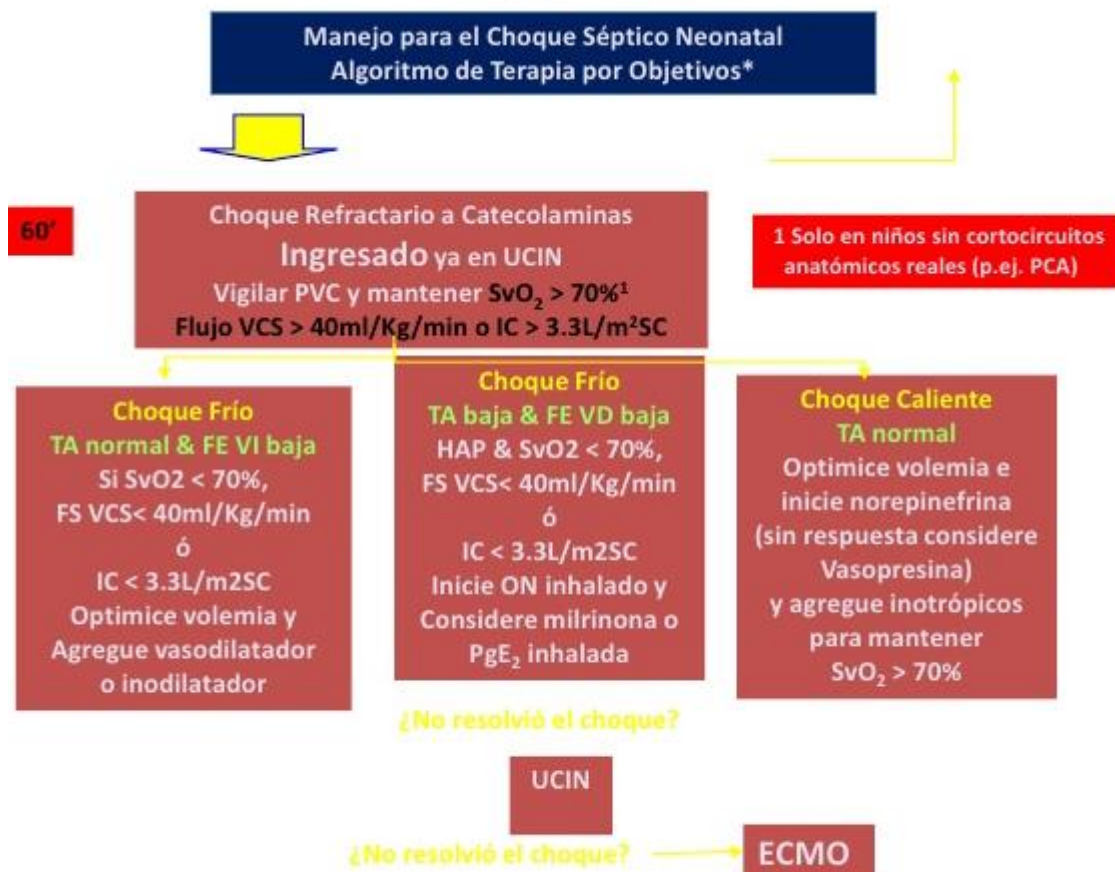 Manejo para el Choque Séptico Neonatal
Algoritmo de Terapia por Objetivos*
60’
Choque Refractario a Catecolaminas
Ingresado ya en UCIN
Vigilar PVC y mantener SvO₂ > 70%¹
Flujo VCS > 40ml/Kg/min o IC > 3.3L/m²SC
1 Solo en niños sin cortocircuitos
anatómicos reales (p.ej. PCA)
Choque Frío
TA normal & FE VI baja
Si SvO2 < 70%,
FS VCS< 40ml/Kg/min
ó
IC < 3.3L/m2SC
Optimice volemia y
Agregue vasodilatador
o inodilatador
Choque Frío
TA baja & FE VD baja
HAP & SvO2 < 70%,
FS VCS< 40ml/Kg/min
ó
IC < 3.3L/m2SC
Inicie ON inhalado y
Considere milrinona o
PgE₂ inhalada
Choque Caliente
TA normal
Optimice volemia e
inicie norepinefrina
(sin respuesta considere
Vasopresina)
y agregue inotrópicos
para mantener
SvO₂ > 70%
¿No resolvió el choque?
UCIN
¿No resolvió el choque?
ECMO